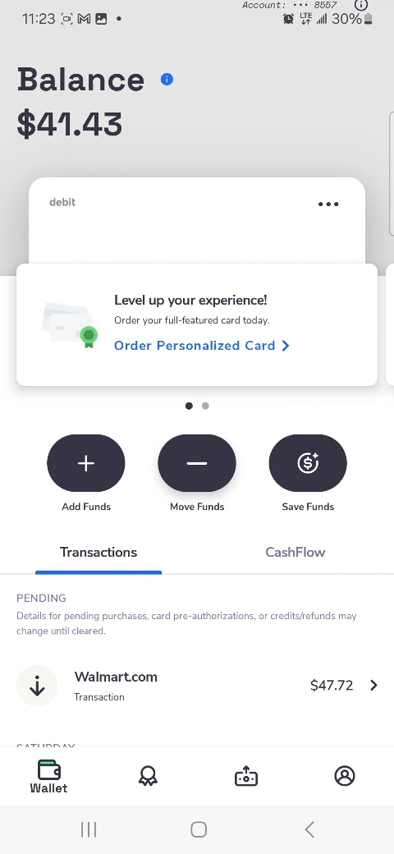 Account: ••• 8557
11:23
LTE
30%
Balance
$41.43
debit
Level up your experience!
Order your full-featured card today.
Order Personalized Card
Add Funds
Move Funds
Save Funds
Transactions
CashFlow
PENDING
Details for pending purchases, card pre-authorizations, or credits/refunds may
change until cleared.
Walmart.com
$47.72
Transaction
SATURDAY
Wallet